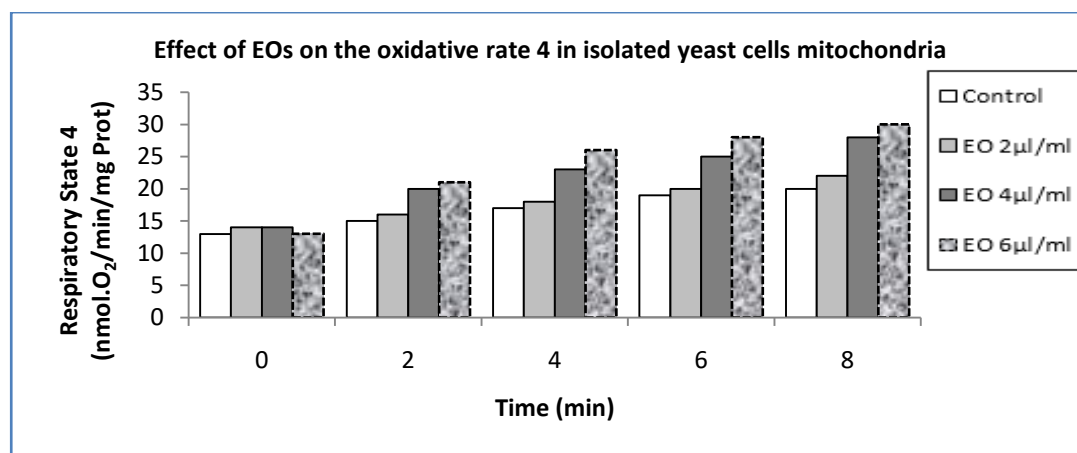 Effect of EOs on the oxidative rate 4 in isolated yeast cells mitochondria
Respiratory State 4
(nmol.O₂/min/mg Prot)
35
30
25
20
15
10
5
0
0 2 4 6 8
Time (min)
Control
EO 2µl/ml
EO 4µl/ml
EO 6µl/ml